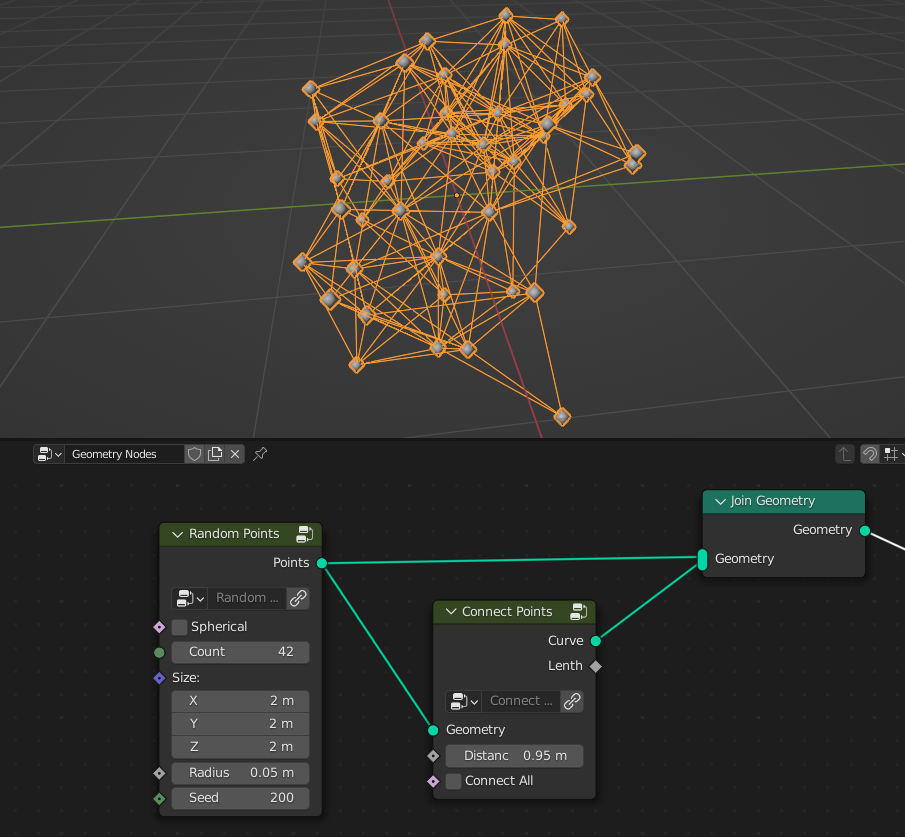 Geometry Nodes
Join Geometry
Geometry
Geometry
Random Points
Points
Random ...
Spherical
Count 42
Size:
X 2 m
Y 2 m
Z 2 m
Radius 0.05 m
Seed 200
Connect Points
Curve
Lenth
Connect ...
Geometry
Distanc 0.95 m
Connect All